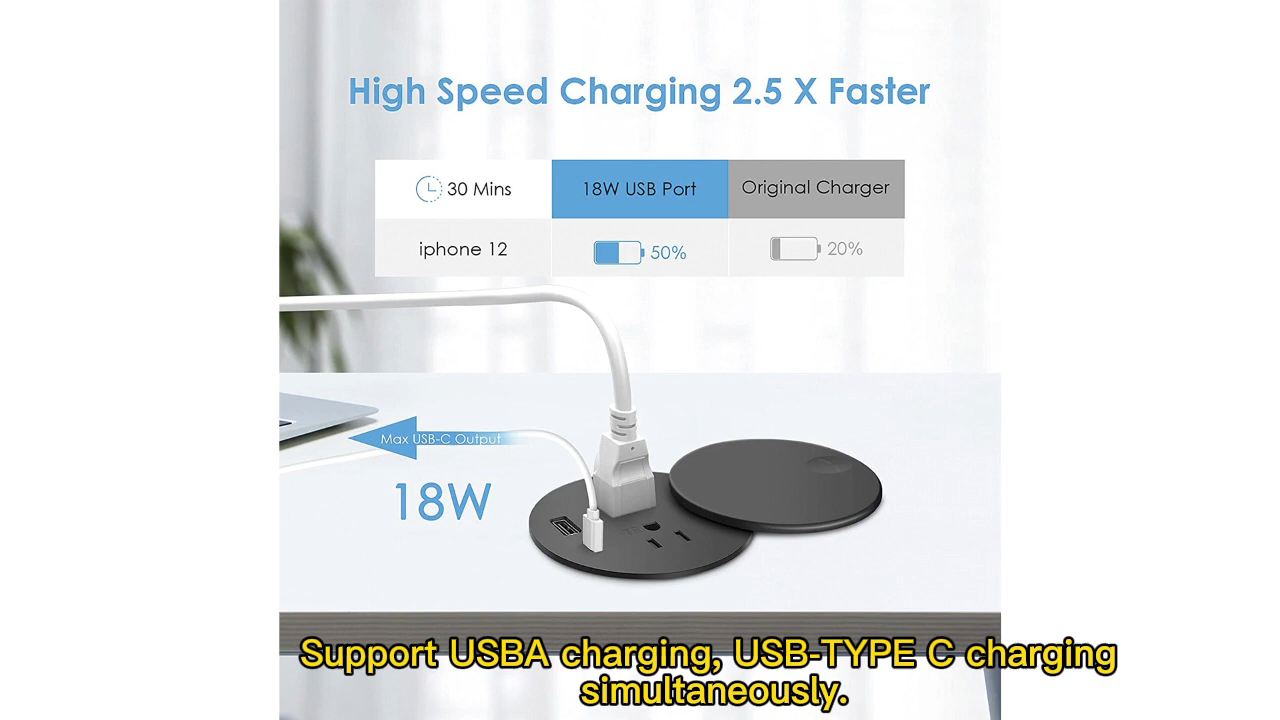 High Speed Charging 2.5 X Faster
30 Mins
18W USB Port
Original Charger
iphone 12
50%
20%
Max USB-C Output
18W
Support USBA charging, USB-TYPE C charging
simultaneously.